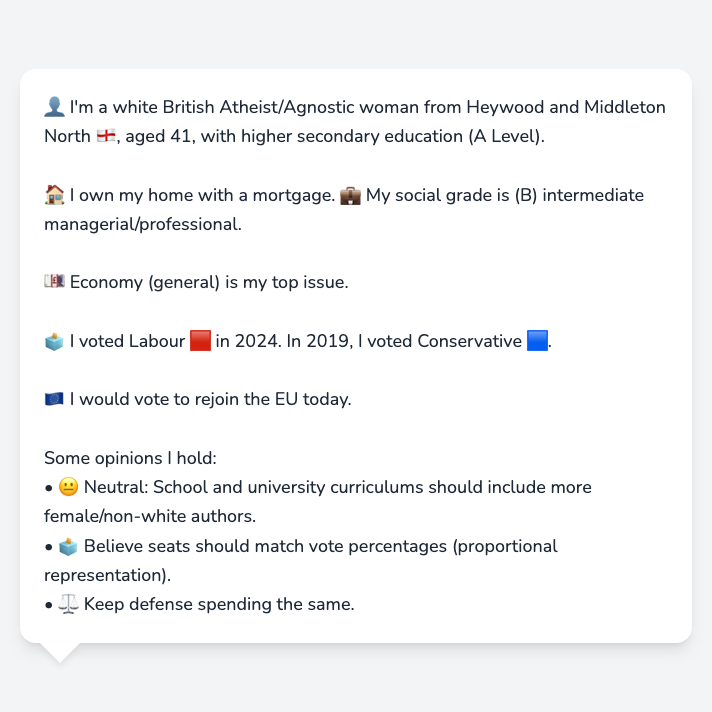 👤 I'm a white British Atheist/Agnostic woman from Heywood and Middleton
North 🏴󠁧󠁢󠁥󠁮󠁧󠁿, aged 41, with higher secondary education (A Level).
🏠 I own my home with a mortgage. 💼 My social grade is (B) intermediate
managerial/professional.
💷 Economy (general) is my top issue.
🗳️ I voted Labour 🟥 in 2024. In 2019, I voted Conservative 🟦.
🇪🇺 I would vote to rejoin the EU today.
Some opinions I hold:
• 😐 Neutral: School and university curriculums should include more
female/non-white authors.
• 🗳️ Believe seats should match vote percentages (proportional
representation).
• ⚖️ Keep defense spending the same.